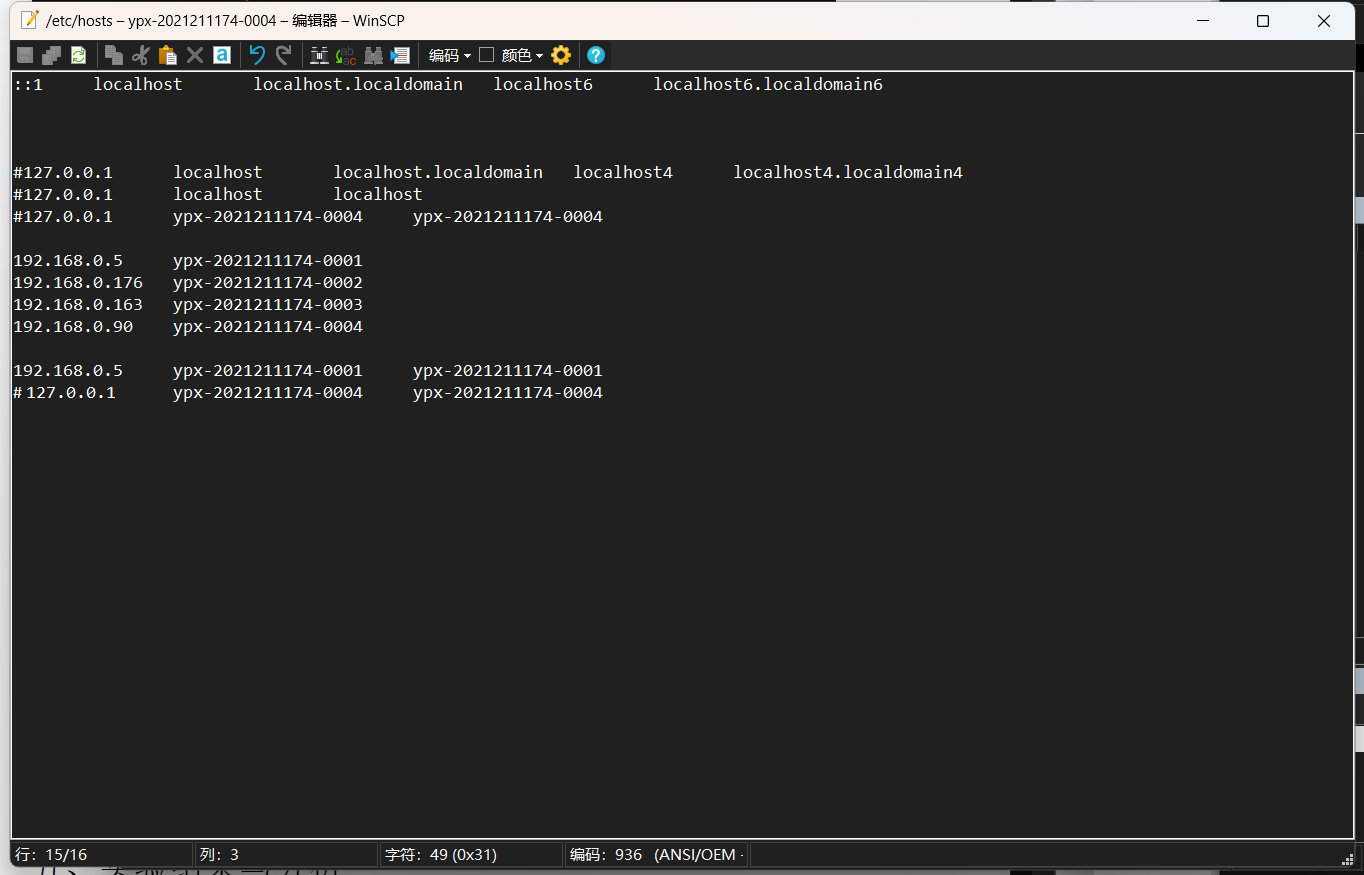 /etc/hosts – ypx-2021211174-0004 – 编辑器 – WinSCP
编码 颜色
::1 localhost localhost.localdomain localhost6 localhost6.localdomain6
#127.0.0.1 localhost localhost.localdomain localhost4 localhost4.localdomain4
#127.0.0.1 localhost localhost
#127.0.0.1 ypx-2021211174-0004 ypx-2021211174-0004
192.168.0.5 ypx-2021211174-0001
192.168.0.176 ypx-2021211174-0002
192.168.0.163 ypx-2021211174-0003
192.168.0.90 ypx-2021211174-0004
192.168.0.5 ypx-2021211174-0001 ypx-2021211174-0001
# 127.0.0.1 ypx-2021211174-0004 ypx-2021211174-0004
行: 15/16 列: 3 字符: 49 (0x31) 编码: 936 (ANSI/OEM -